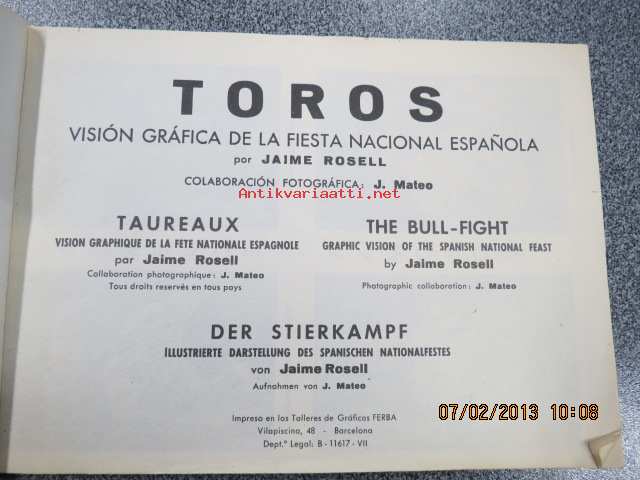 TOROS
VISIÓN GRÁFICA DE LA FIESTA NACIONAL ESPAÑOLA
por JAIME ROSELL
COLABORACIÓN FOTOGRÁFICA: J. Mateo
Antikvariaatti.net
TAUREAUX
VISION GRAPHIQUE DE LA FETE NATIONALE ESPAGNOLE
par Jaime Rosell
Collaboration photographique: J. Mateo
Tous droits reservés en tous pays
THE BULL-FIGHT
GRAPHIC VISION OF THE SPANISH NATIONAL FEAST
by Jaime Rosell
Photographic collaboration: J. Mateo
DER STIERKAMPF
ILLUSTRIERTE DARSTELLUNG DES SPANISCHEN NATIONALFESTES
von Jaime Rosell
Aufnahmen von J. Mateo
Impreso en los Talleres de Gráficas FERBA
Vilapiscina, 48 - Barcelona
Dept.º Legal: B - 11617 - VII
07/02/2013 10:08